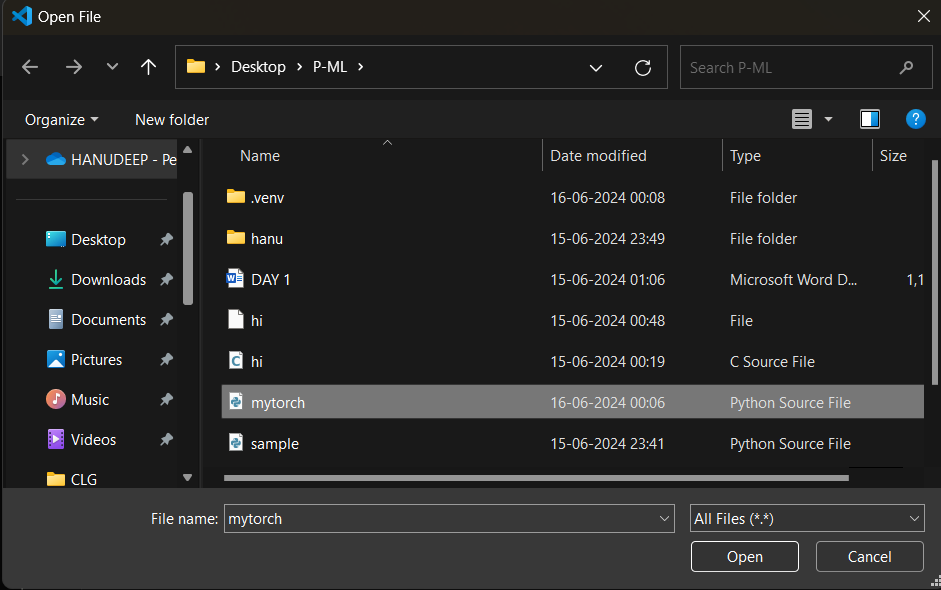 Open File
Desktop > P-ML >
Search P-ML
Organize
New folder
HANUDEEP - Pe
Desktop
Downloads
Documents
Pictures
Music
Videos
CLG
Name Date modified Type Size
.venv 16-06-2024 00:08 File folder
hanu 15-06-2024 23:49 File folder
DAY 1 15-06-2024 01:06 Microsoft Word D... 1,1
hi 15-06-2024 00:48 File
hi 15-06-2024 00:19 C Source File
mytorch 16-06-2024 00:06 Python Source File
sample 15-06-2024 23:41 Python Source File
File name: mytorch
All Files (*.*)
Open
Cancel